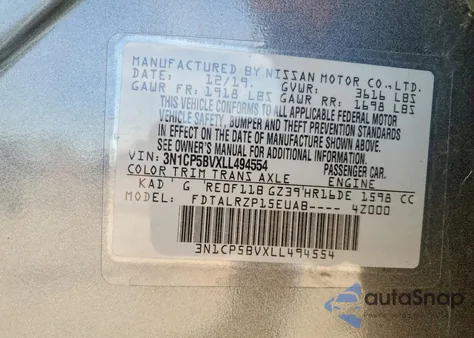 MANUFACTURED BY NISSAN MOTOR CO., LTD.
DATE: 12/19. GVWR: 3616 LBS
GAWR FR: 1918 LBS GAWR RR: 1698 LBS
THIS VEHICLE CONFORMS TO ALL APPLICABLE FEDERAL MOTOR
VEHICLE SAFETY, BUMPER AND THEFT PREVENTION STANDARDS
IN EFFECT ON THE DATE OF MANUFACTURE SHOWN ABOVE.
SEE OWNER'S MANUAL FOR ADDITIONAL INFORMATION.
VIN: 3N1CP5BVXLL494554 PASSENGER CAR.
COLOR TRIM TRANS AXLE ENGINE
KAD G RE0F11B GZ39 HR16DE 1598 CC
MODEL: FDTALRZP15EUAB---- 42000
3N1CP5BVXLL494554
autoSnap